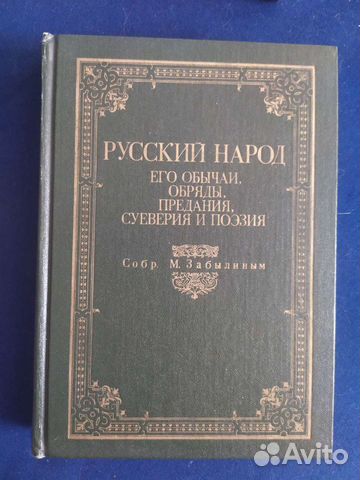 РУССКИЙ НАРОД
ЕГО ОБЫЧАИ,
ОБРЯДЫ,
ПРЕДАНИЯ,
СУЕВЕРИЯ И ПОЭЗИЯ
Собр. М. Забылиным
Avito